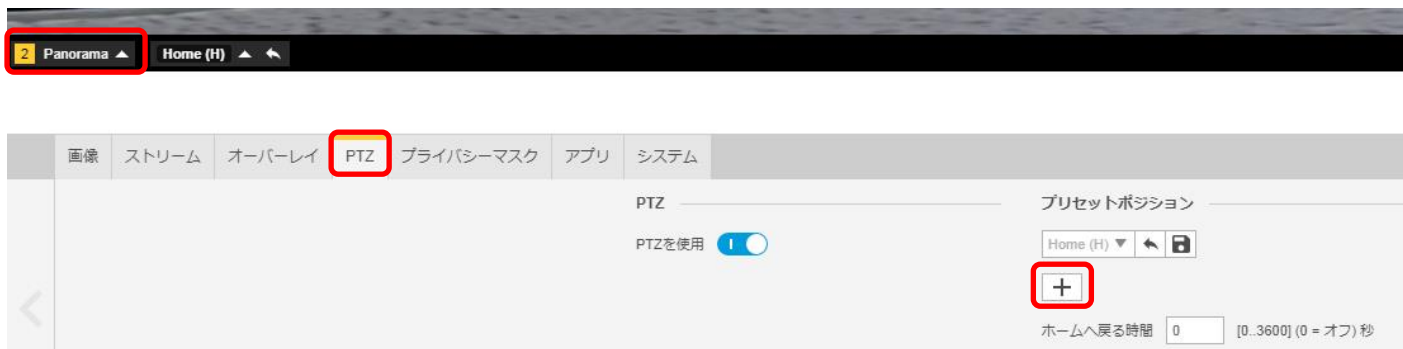 2 Panorama Home (H)
画像 ストリーム オーバーレイ PTZ プライバシーマスク アプリ システム
PTZ プリセットポジション
PTZを使用 Home (H)
ホームへ戻る時間 0 [0..3600] (0 = オフ) 秒